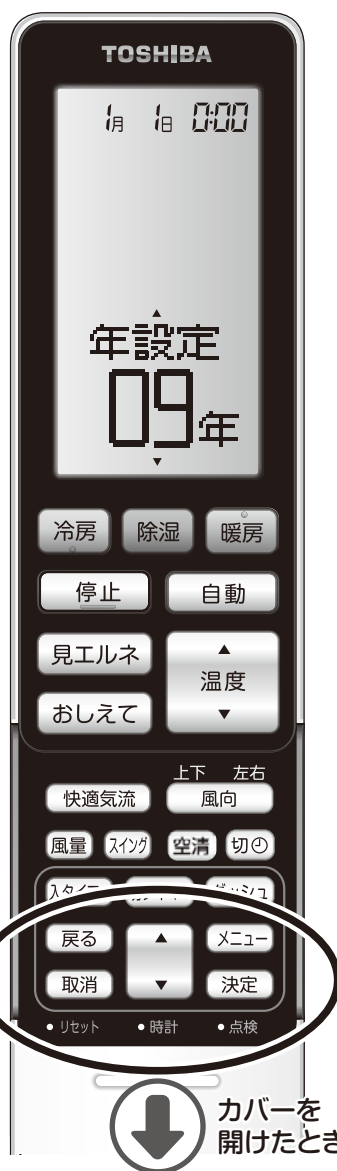 TOSHIBA
1月 1日 0:00
▲
年設定
09年
▼
冷房 除湿 暖房
停止 自動
見エルネ ▲
温度
おしえて ▼
上下 左右
快適気流 風向
風量 スイング 空清 切
戻る ▲ メニュー
取消 ▼ 決定
• リセット • 時計 • 点検
カバーを
開けたとき